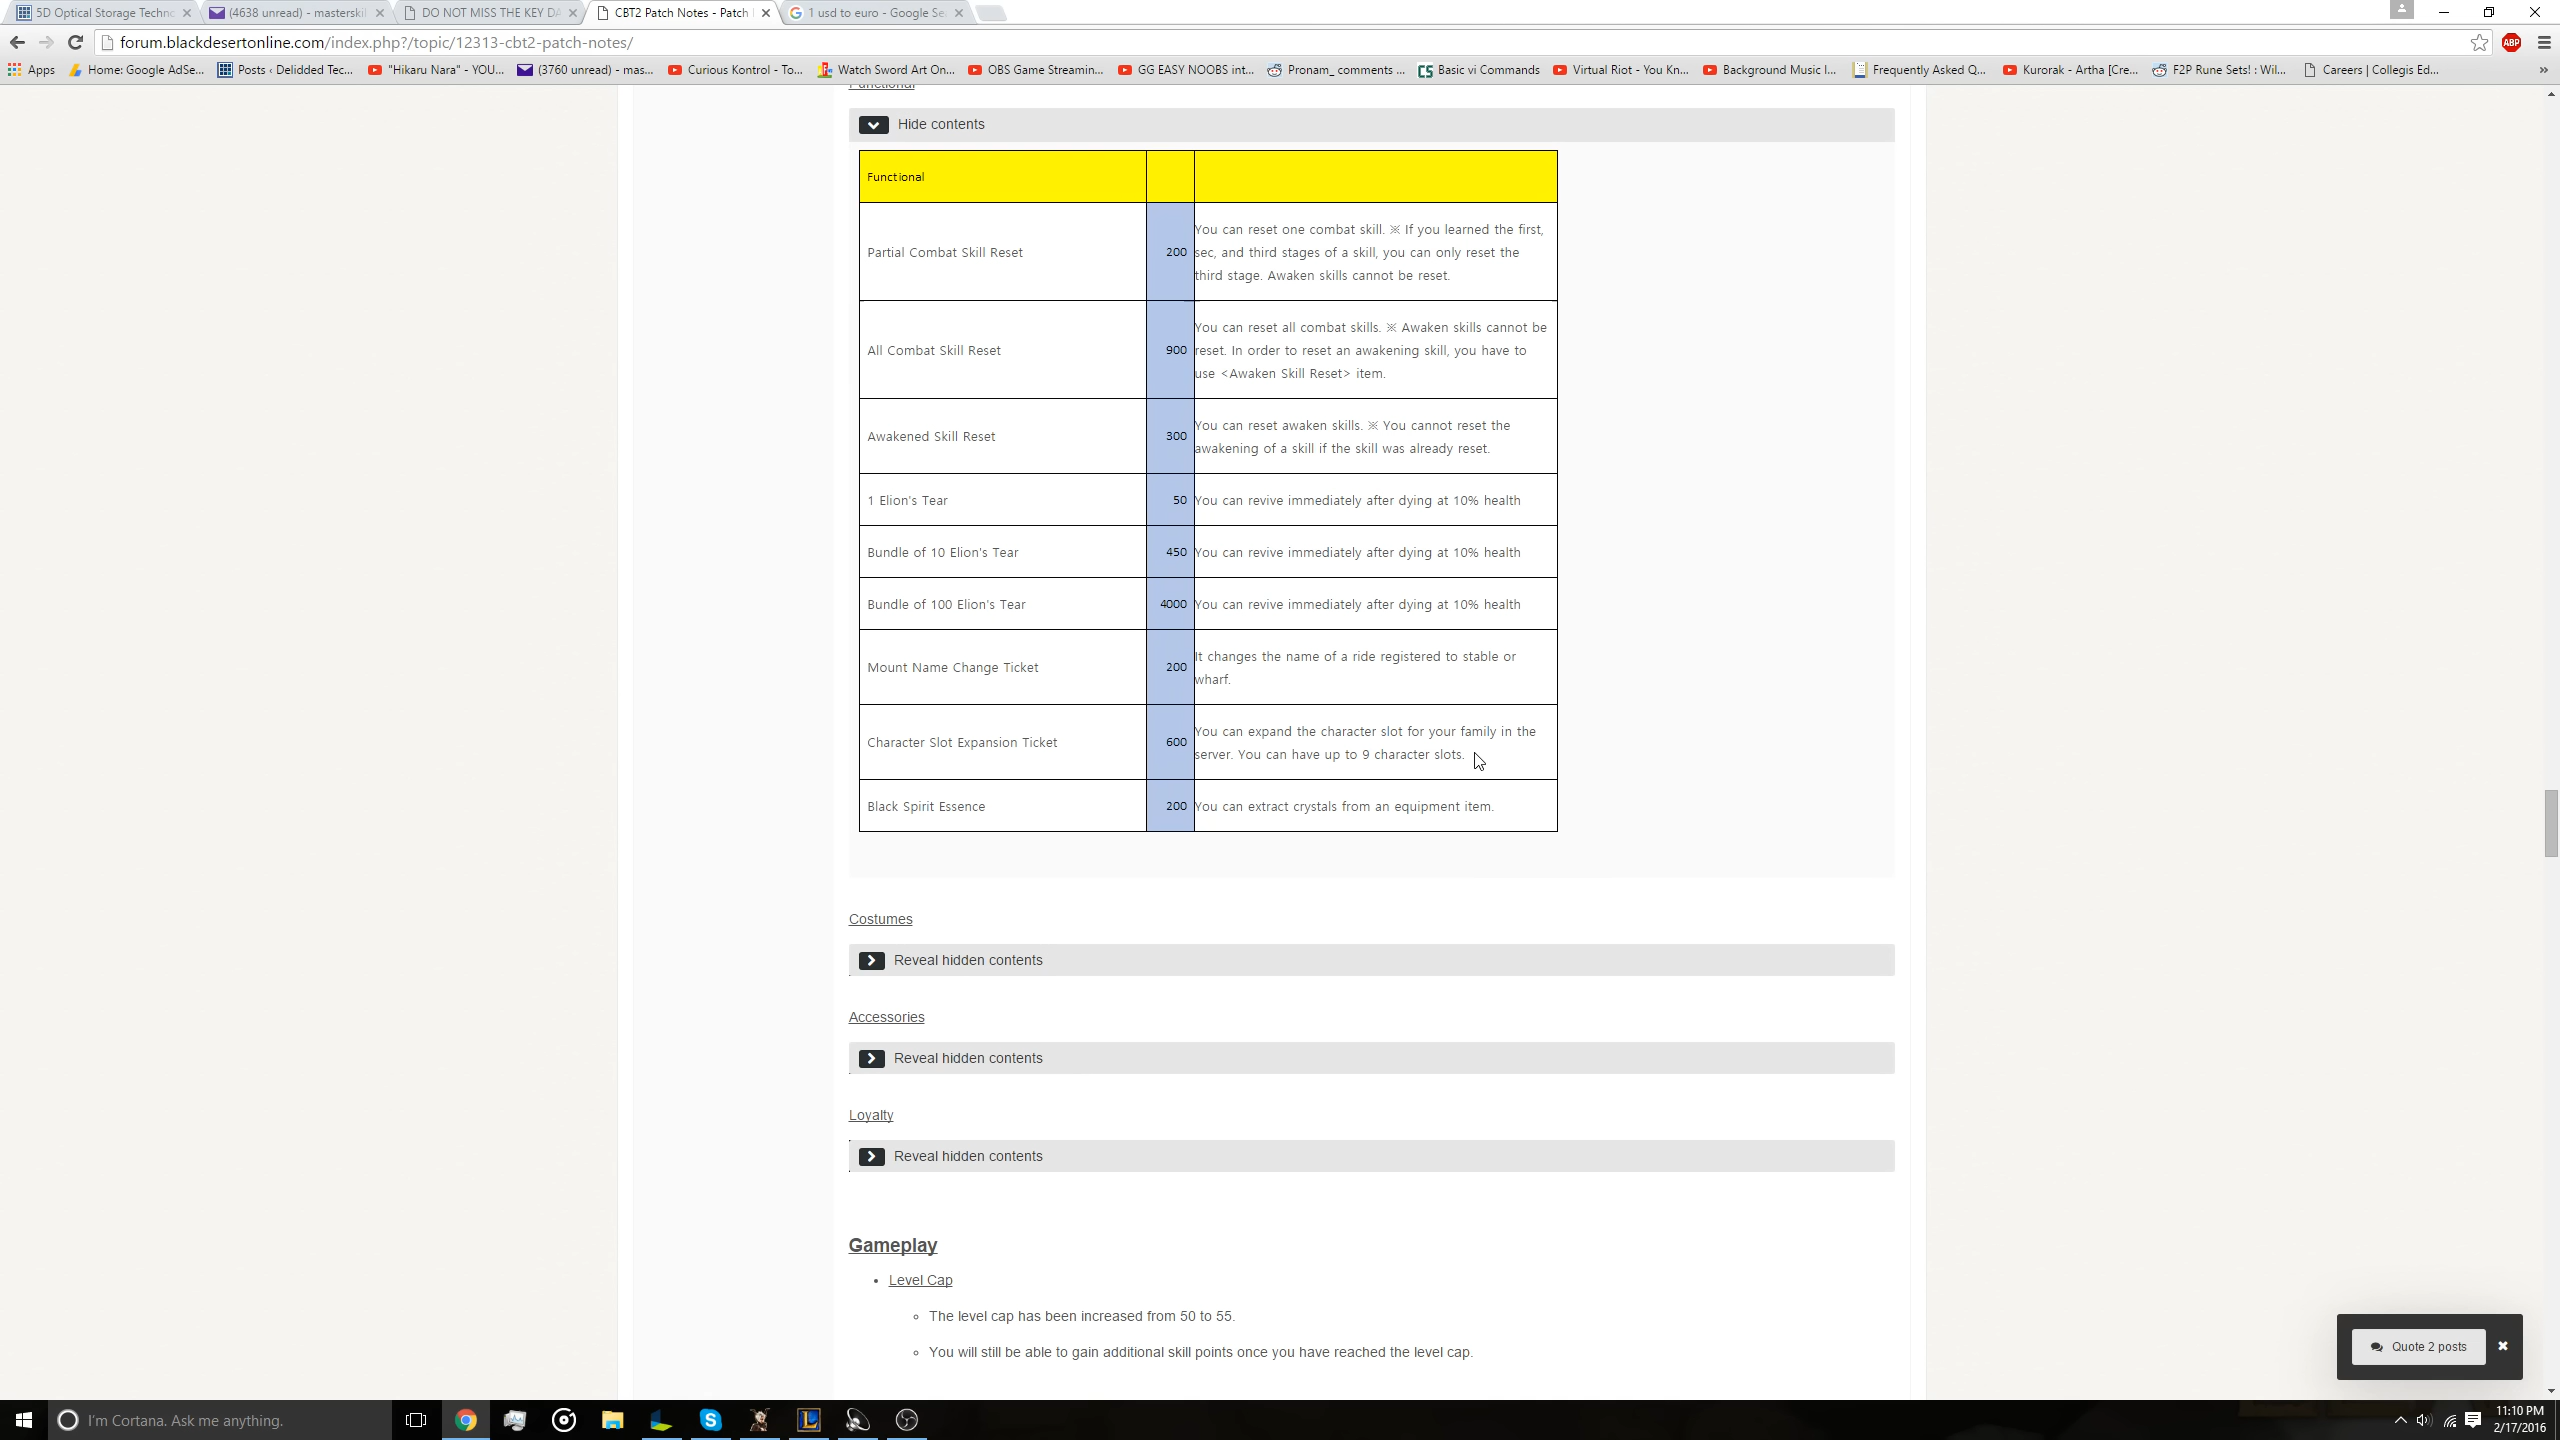 5D Optical Storage Techno
(4638 unread) - masterskil
DO NOT MISS THE KEY DA
CBT2 Patch Notes - Patch
1 usd to euro - Google Se
forum.blackdesertonline.com/index.php?/topic/12313-cbt2-patch-notes/
ABP
Apps
Home: Google AdSe...
Posts ‹ Delidded Tec...
"Hikaru Nara" - YOU...
(3760 unread) - mas...
Curious Kontrol - To...
Watch Sword Art On...
OBS Game Streamin...
GG EASY NOOBS int...
Pronam_ comments ...
CS Basic vi Commands
Virtual Riot - You Kn...
Background Music I...
Frequently Asked Q...
Kurorak - Artha [Cre...
F2P Rune Sets! : Wil...
Careers | Collegis Ed...
»
Functional
Hide contents
Functional
Partial Combat Skill Reset
200
You can reset one combat skill. ※ If you learned the first,
sec, and third stages of a skill, you can only reset the
third stage. Awaken skills cannot be reset.
All Combat Skill Reset
900
You can reset all combat skills. ※ Awaken skills cannot be
reset. In order to reset an awakening skill, you have to
use <Awaken Skill Reset> item.
Awakened Skill Reset
300
You can reset awaken skills. ※ You cannot reset the
awakening of a skill if the skill was already reset.
1 Elion's Tear
50
You can revive immediately after dying at 10% health
Bundle of 10 Elion's Tear
450
You can revive immediately after dying at 10% health
Bundle of 100 Elion's Tear
4000
You can revive immediately after dying at 10% health
Mount Name Change Ticket
200
It changes the name of a ride registered to stable or
wharf.
Character Slot Expansion Ticket
600
You can expand the character slot for your family in the
server. You can have up to 9 character slots.
Black Spirit Essence
200
You can extract crystals from an equipment item.
Costumes
Reveal hidden contents
Accessories
Reveal hidden contents
Loyalty
Reveal hidden contents
Gameplay
• Level Cap
◦ The level cap has been increased from 50 to 55.
◦ You will still be able to gain additional skill points once you have reached the level cap.
Quote 2 posts
I'm Cortana. Ask me anything.
11:10 PM
2/17/2016